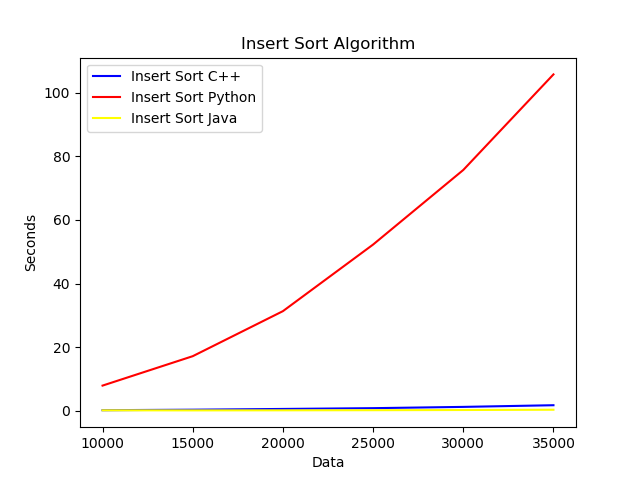 Insert Sort Algorithm
Insert Sort C++
Insert Sort Python
Insert Sort Java
100
80
60
40
20
0
Seconds
10000 15000 20000 25000 30000 35000
Data